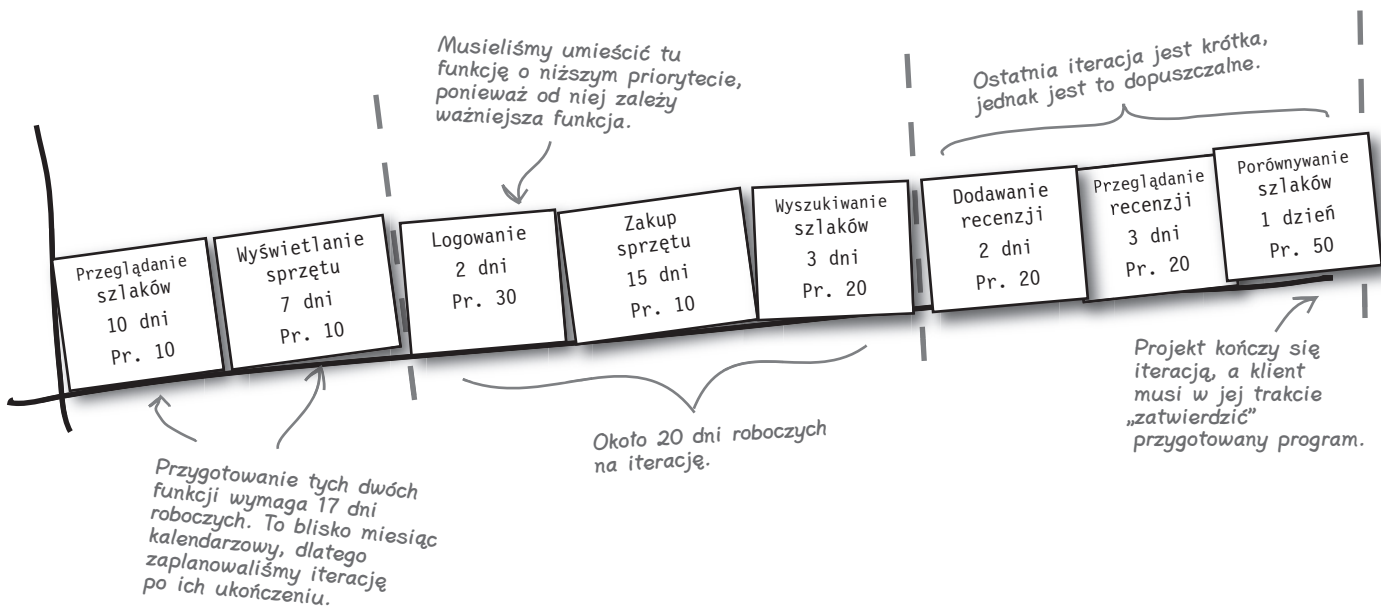 Musieliśmy umieścić tu
funkcję o niższym priorytecie,
ponieważ od niej zależy
ważniejsza funkcja.
Ostatnia iteracja jest krótka,
jednak jest to dopuszczalne.
Przeglądanie
szlaków
10 dni
Pr. 10
Wyświetlanie
sprzętu
7 dni
Pr. 10
Logowanie
2 dni
Pr. 30
Zakup
sprzętu
15 dni
Pr. 10
Wyszukiwanie
szlaków
3 dni
Pr. 20
Dodawanie
recenzji
2 dni
Pr. 20
Przeglądanie
recenzji
3 dni
Pr. 20
Porównywanie
szlaków
1 dzień
Pr. 50
Przygotowanie tych dwóch
funkcji wymaga 17 dni
roboczych. To blisko miesiąc
kalendarzowy, dlatego
zaplanowaliśmy iterację
po ich ukończeniu.
Około 20 dni roboczych
na iterację.
Projekt kończy się
iteracją, a klient
musi w jej trakcie
„zatwierdzić”
przygotowany program.